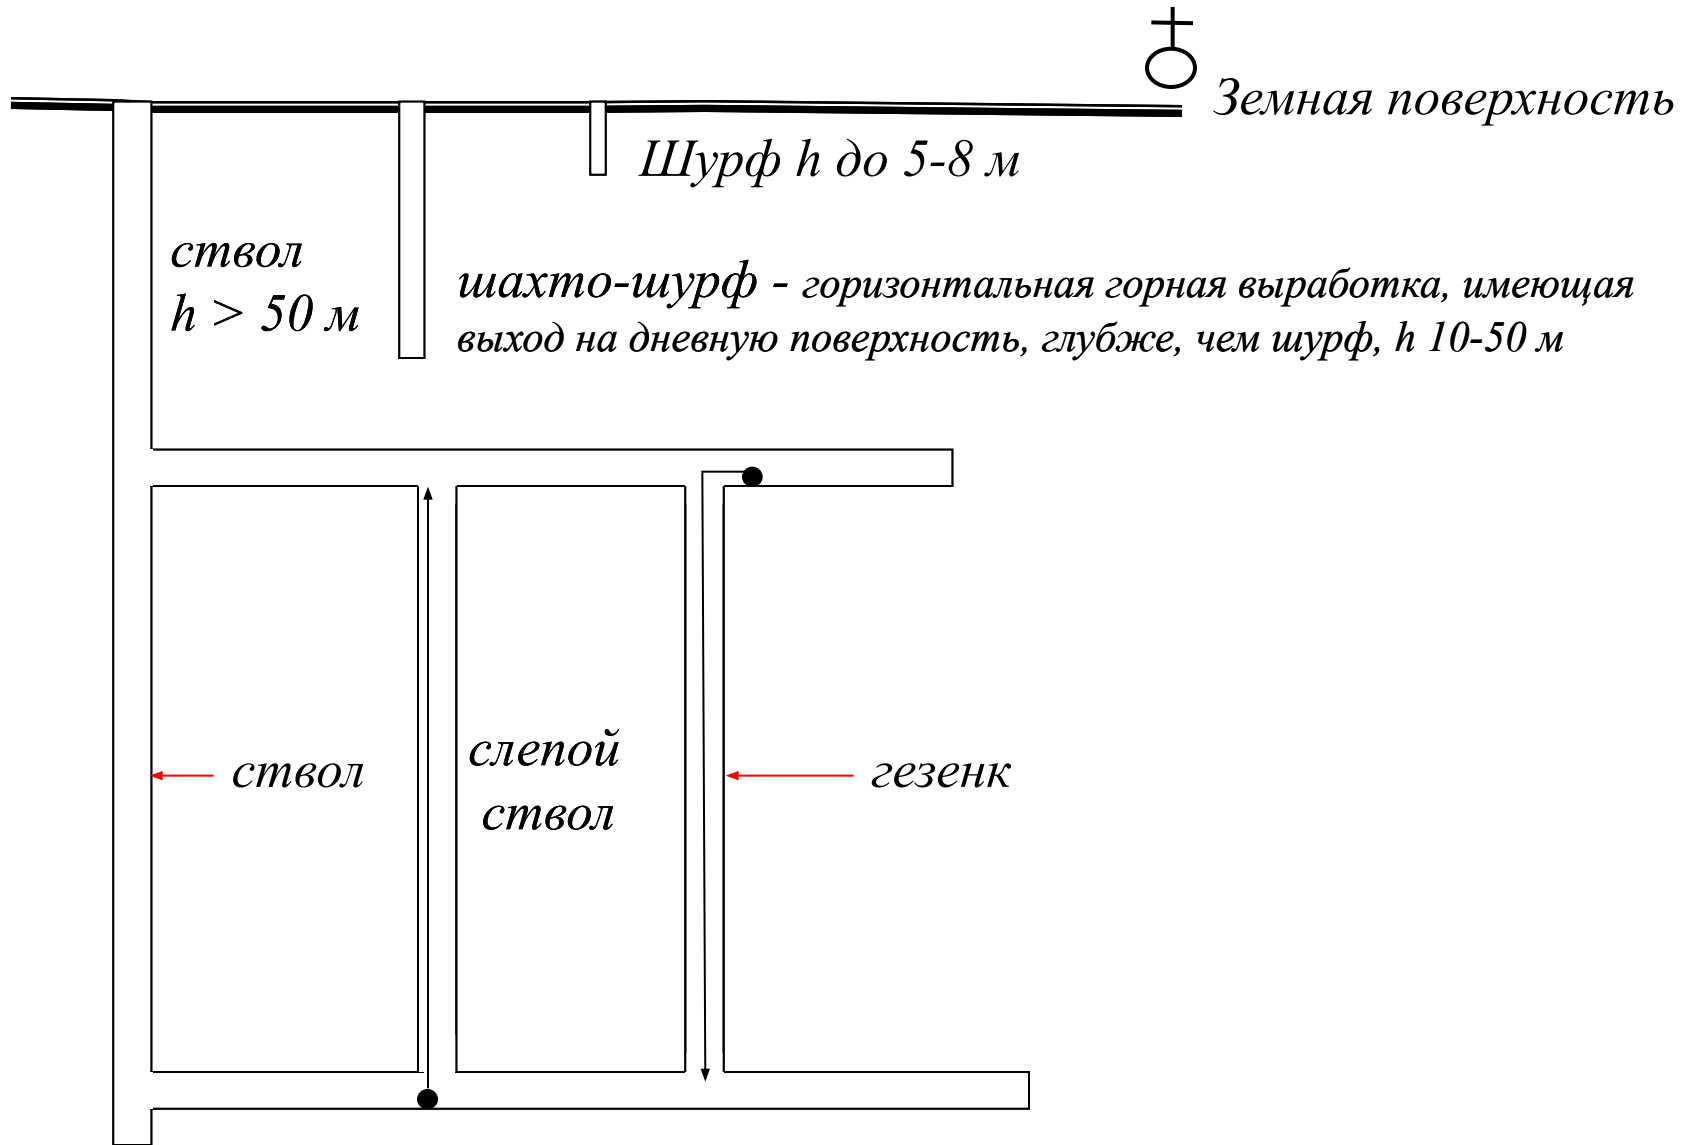 Земная поверхность
Шурф h до 5-8 м
ствол
h > 50 м
шахто-шурф - горизонтальная горная выработка, имеющая
выход на дневную поверхность, глубже, чем шурф, h 10-50 м
ствол
слепой
ствол
гезенк